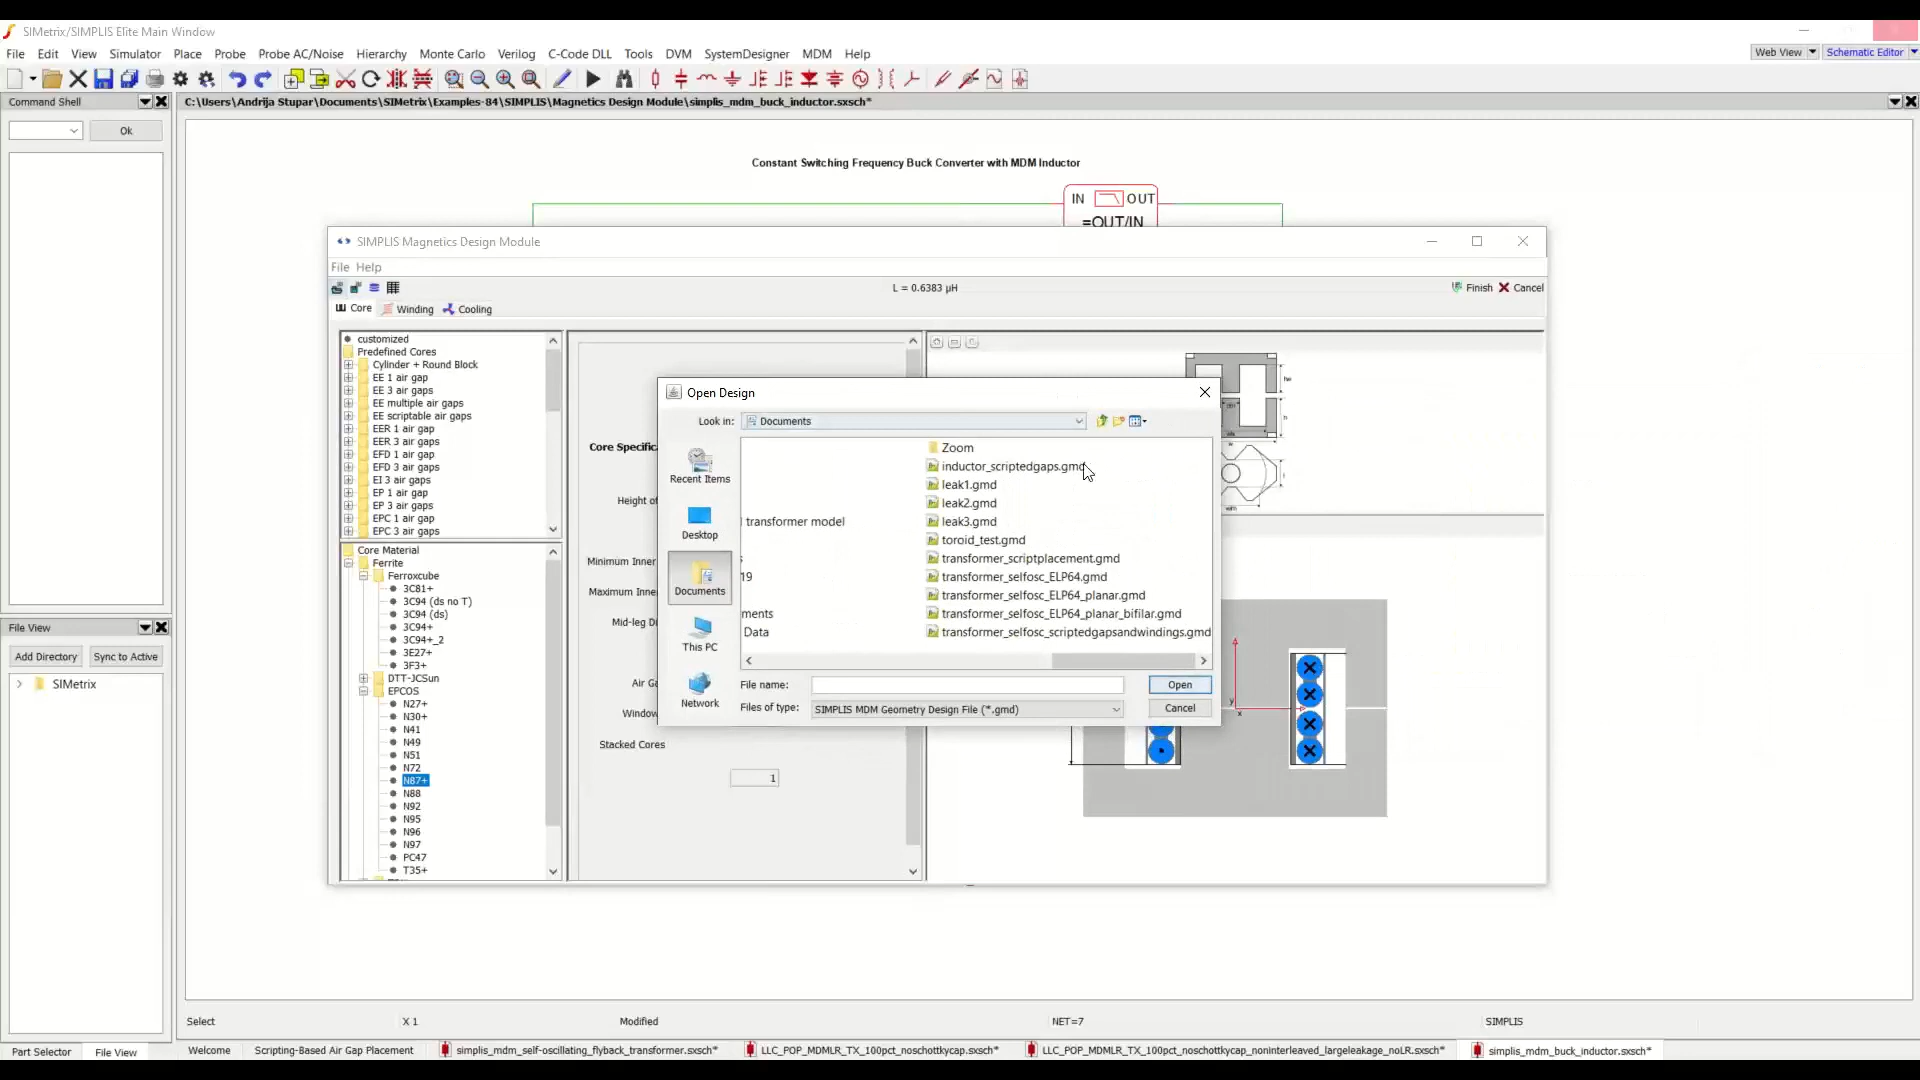 SIMetrix/SIMPLIS Elite Main Window
File Edit View Simulator Place Probe Probe AC/Noise Hierarchy Monte Carlo Verilog C-Code DLL Tools DVM SystemDesigner MDM Help
Web View Schematic Editor
Command Shell
C:\Users\Andrija Stupar\Documents\SIMetrix\Examples-84\SIMPLIS\Magnetics Design Module\simplis_mdm_buck_inductor.sxsch*
Ok
Constant Switching Frequency Buck Converter with MDM Inductor
IN OUT
=OUT/IN
SIMPLIS Magnetics Design Module
File Help
L = 0.6383 µH
Finish Cancel
Core Winding Cooling
customized
Predefined Cores
Cylinder + Round Block
EE 1 air gap
EE 3 air gaps
EE multiple air gaps
EE scriptable air gaps
EER 1 air gap
EER 3 air gaps
EFD 1 air gap
EFD 3 air gaps
EI 3 air gaps
EP 1 air gap
EP 3 air gaps
EPC 1 air gap
EPC 3 air gaps
Core Material
Ferrite
Ferroxcube
3C81+
3C94 (ds no T)
3C94 (ds)
3C94+
3C94+_2
3E27+
3F3+
DTT-JCSun
EPCOS
N27+
N30+
N41
N49
N51
N72
N87+
N88
N92
N95
N96
N97
PC47
T35+
Core Specific
Height of
Minimum Inner
Maximum Inne
Mid-leg Di
Air Ga
Window
Stacked Cores
1
Open Design
Look in: Documents
Recent Items
Desktop
Documents
This PC
Network
l transformer model
s
19
ments
Data
Zoom
inductor_scriptedgaps.gmd
leak1.gmd
leak2.gmd
leak3.gmd
toroid_test.gmd
transformer_scriptplacement.gmd
transformer_selfosc_ELP64.gmd
transformer_selfosc_ELP64_planar.gmd
transformer_selfosc_ELP64_planar_bifilar.gmd
transformer_selfosc_scriptedgapsandwindings.gmd
File name: Open
Files of type: SIMPLIS MDM Geometry Design File (*.gmd) Cancel
y
x
File View
Add Directory Sync to Active
SIMetrix
Select X 1 Modified NET=7 SIMPLIS
Part Selector File View
Welcome Scripting-Based Air Gap Placement simplis_mdm_self-oscillating_flyback_transformer.sxsch* LLC_POP_MDMLR_TX_100pct_noschottkycap.sxsch* LLC_POP_MDMLR_TX_100pct_noschottkycap_noninterleaved_largeleakage_noLR.sxsch* simplis_mdm_buck_inductor.sxsch*